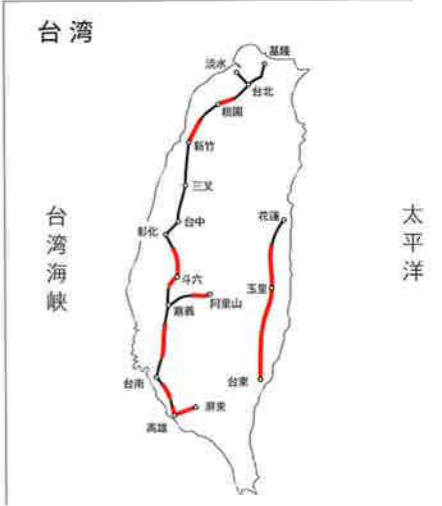 台湾
基隆
淡水
台北
桃園
新竹
三叉
台中
彰化
花蓮
斗六
玉里
阿里山
嘉義
台南
台東
屏東
高雄
台湾海峡
太平洋